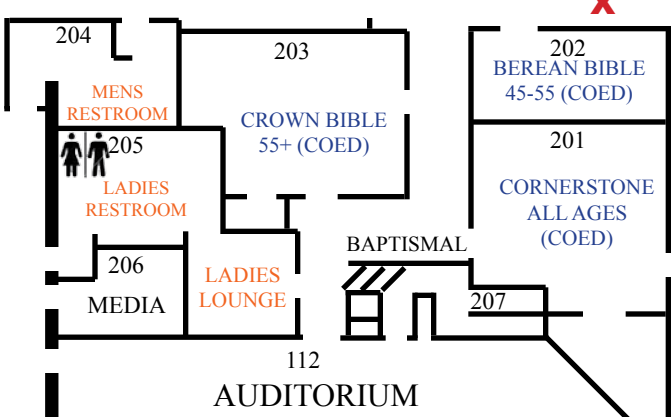 X
204
203
202
BEREAN BIBLE
45-55 (COED)
MENS
RESTROOM
CROWN BIBLE
55+ (COED)
201
205
LADIES
RESTROOM
CORNERSTONE
ALL AGES
(COED)
BAPTISMAL
206
MEDIA
LADIES
LOUNGE
207
112
AUDITORIUM